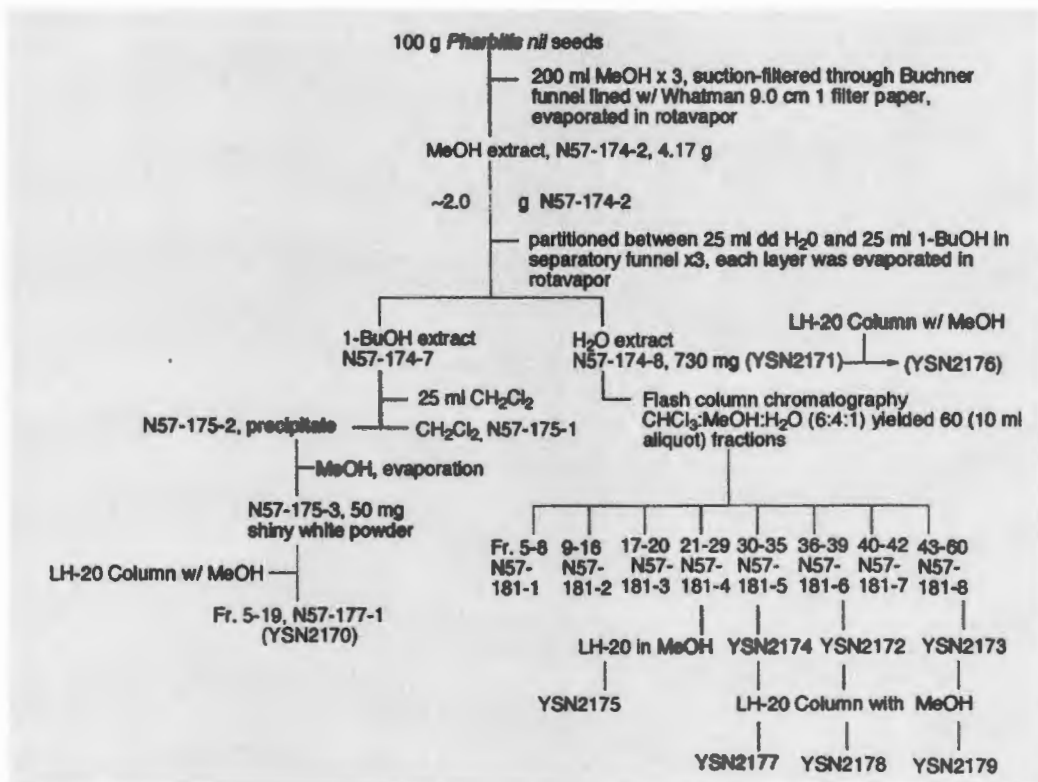 100 g Pharbitis nil seeds
200 ml MeOH x 3, suction-filtered through Buchner
funnel lined w/ Whatman 9.0 cm 1 filter paper,
evaporated in rotavapor
MeOH extract, N57-174-2, 4.17 g
~2.0 g N57-174-2
partitioned between 25 ml dd H₂0 and 25 ml 1-BuOH in
separatory funnel x3, each layer was evaporated in
rotavapor
1-BuOH extract
N57-174-7
H₂O extract
N57-174-8, 730 mg (YSN2171)
LH-20 Column w/ MeOH
(YSN2176)
25 ml CH₂Cl₂
N57-175-2, precipitate
CH₂Cl₂, N57-175-1
MeOH, evaporation
N57-175-3, 50 mg
shiny white powder
LH-20 Column w/ MeOH
Fr. 5-19, N57-177-1
(YSN2170)
Flash column chromatography
CHCl₃:MeOH:H₂O (6:4:1) yielded 60 (10 ml
aliquot) fractions
Fr. 5-8 9-16 17-20 21-29 30-35 36-39 40-42 43-60
N57- N57- N57- N57- N57- N57- N57- N57-
181-1 181-2 181-3 181-4 181-5 181-6 181-7 181-8
LH-20 in MeOH YSN2174 YSN2172 YSN2173
YSN2175 LH-20 Column with MeOH
YSN2177 YSN2178 YSN2179